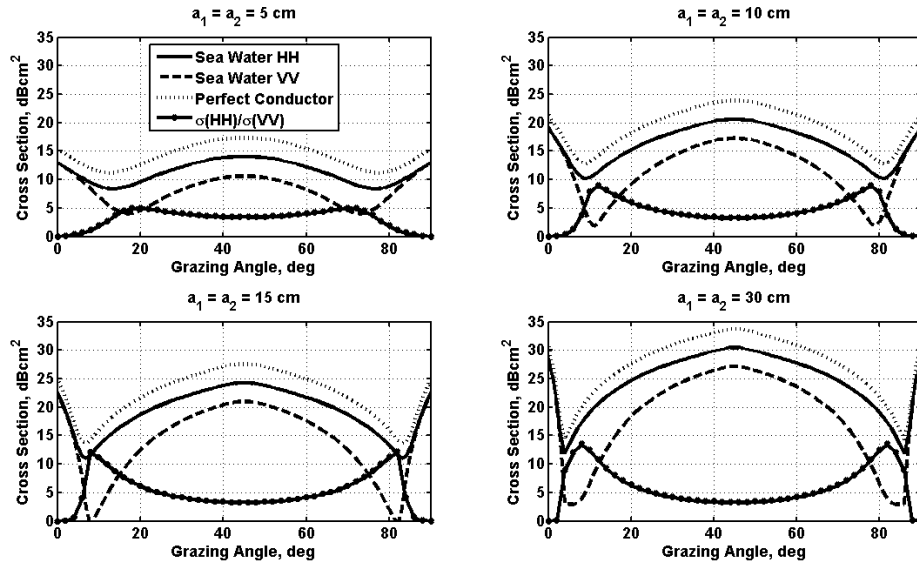 a1 = a2 = 5 cm
35
30
25
20
15
10
5
0
Cross Section, dBcm²
Sea Water HH
Sea Water VV
Perfect Conductor
σ(HH)/σ(VV)
0 20 40 60 80
Grazing Angle, deg
a1 = a2 = 10 cm
35
30
25
20
15
10
5
0
Cross Section, dBcm²
0 20 40 60 80
Grazing Angle, deg
a1 = a2 = 15 cm
35
30
25
20
15
10
5
0
Cross Section, dBcm²
0 20 40 60 80
Grazing Angle, deg
a1 = a2 = 30 cm
35
30
25
20
15
10
5
0
Cross Section, dBcm²
0 20 40 60 80
Grazing Angle, deg